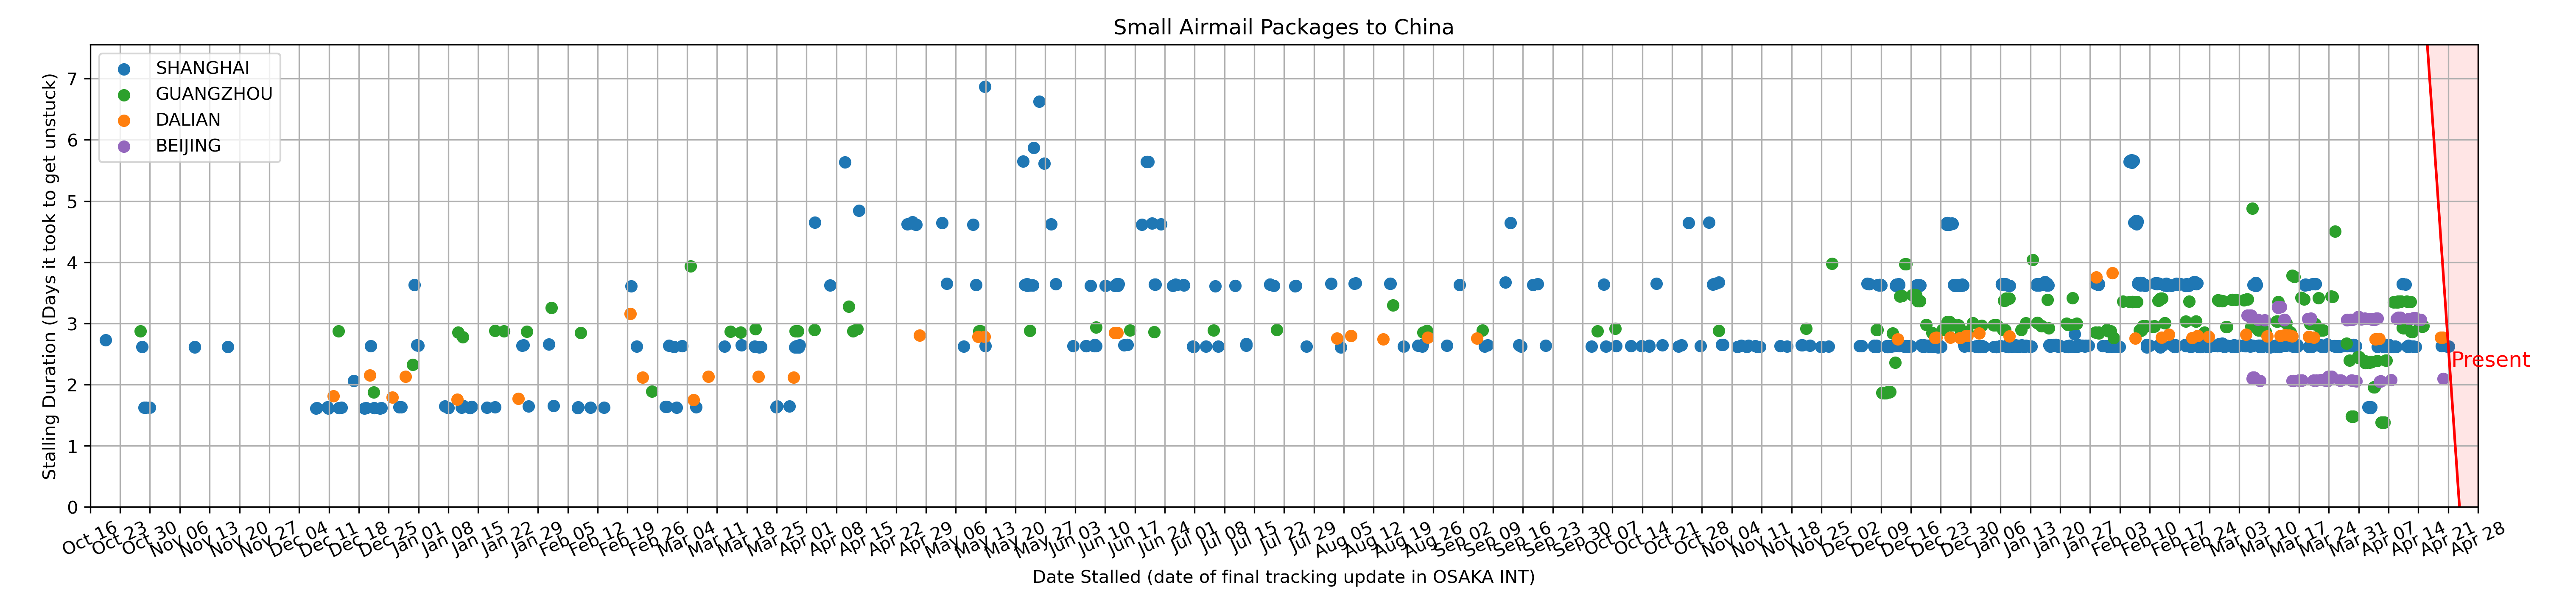 Small Airmail Packages to China
Stalling Duration (Days it took to get unstuck)
7
6
5
4
3
2
1
0
SHANGHAI
GUANGZHOU
DALIAN
BEIJING
Present
Oct 16
Oct 23
Oct 30
Nov 06
Nov 13
Nov 20
Nov 27
Dec 04
Dec 11
Dec 18
Dec 25
Jan 01
Jan 08
Jan 15
Jan 22
Jan 29
Feb 05
Feb 12
Feb 19
Feb 26
Mar 04
Mar 11
Mar 18
Mar 25
Apr 01
Apr 08
Apr 15
Apr 22
Apr 29
May 06
May 13
May 20
May 27
Jun 03
Jun 10
Jun 17
Jun 24
Jul 01
Jul 08
Jul 15
Jul 22
Jul 29
Aug 05
Aug 12
Aug 19
Aug 26
Sep 02
Sep 09
Sep 16
Sep 23
Sep 30
Oct 07
Oct 14
Oct 21
Oct 28
Nov 04
Nov 11
Nov 18
Nov 25
Dec 02
Dec 09
Dec 16
Dec 23
Dec 30
Jan 06
Jan 13
Jan 20
Jan 27
Feb 03
Feb 10
Feb 17
Feb 24
Mar 03
Mar 10
Mar 17
Mar 24
Mar 31
Apr 07
Apr 14
Apr 21
Apr 28
Date Stalled (date of final tracking update in OSAKA INT)